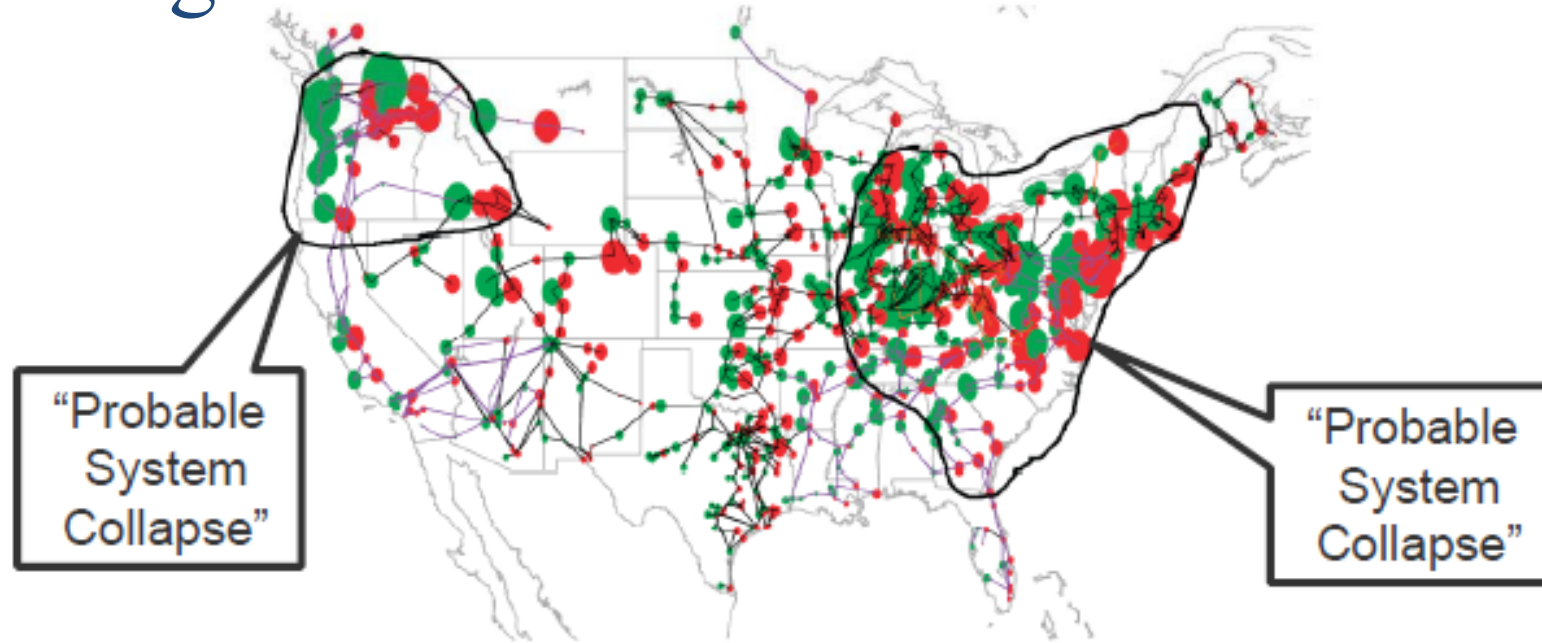 “Probable
System
Collapse”
“Probable
System
Collapse”